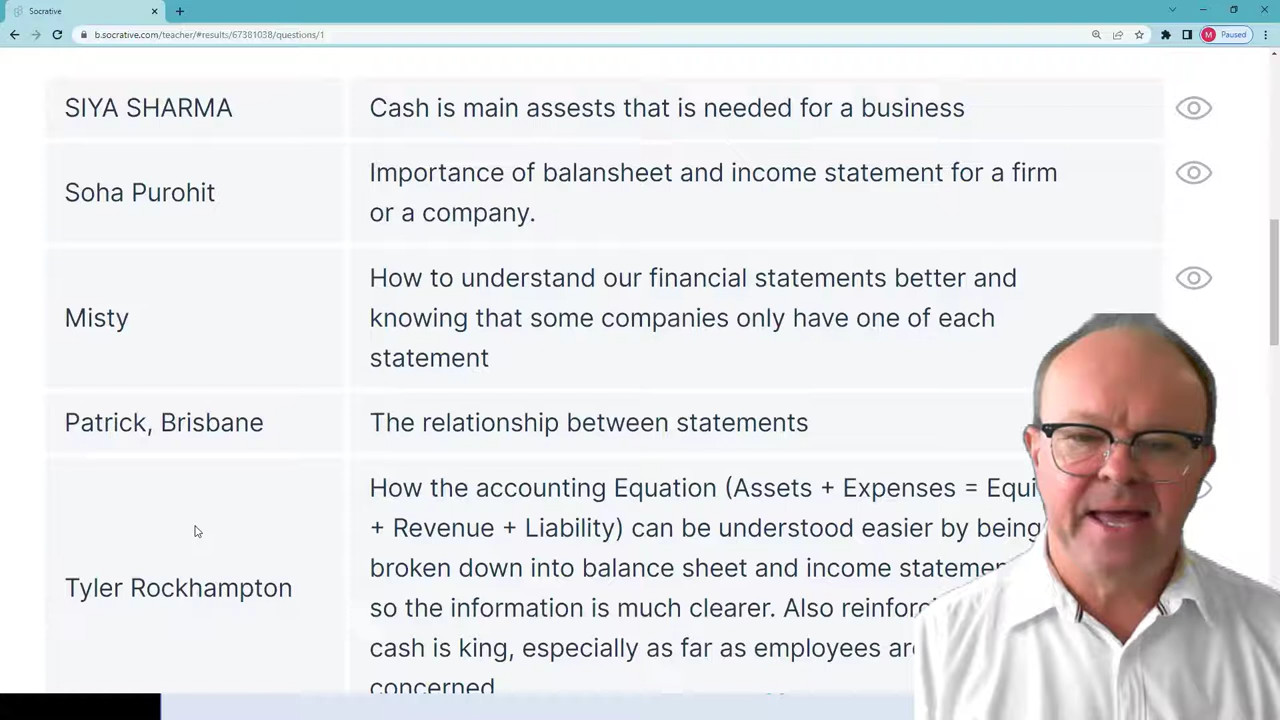 Socrative
b.socrative.com/teacher/#results/67381038/questions/1
M Paused
SIYA SHARMA
Cash is main assests that is needed for a business
Soha Purohit
Importance of balansheet and income statement for a firm
or a company.
Misty
How to understand our financial statements better and
knowing that some companies only have one of each
statement
Patrick, Brisbane
The relationship between statements
Tyler Rockhampton
How the accounting Equation (Assets + Expenses =
+ Revenue + Liability) can be understood easier by being
broken down into balance sheet and income
so the information is much clearer. Also
cash is king, especially as far as employees
concerned